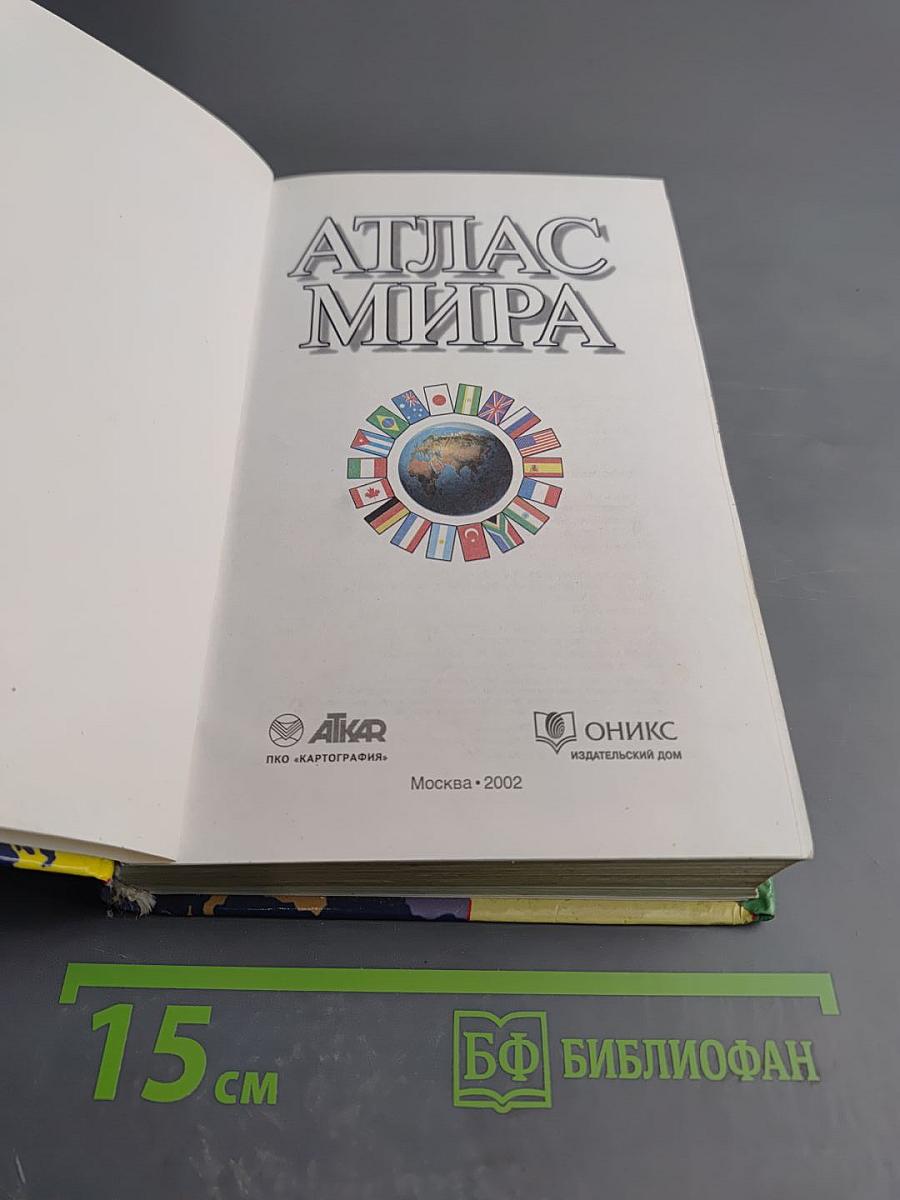 АТЛАС
МИРА
ATKAR
ПКО «КАРТОГРАФИЯ»
ОНИКС
ИЗДАТЕЛЬСКИЙ ДОМ
Москва • 2002
15 см
БФ БИБЛИОФАН